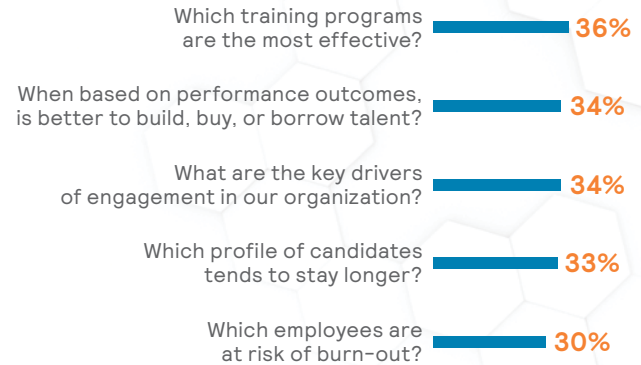 Which training programs
are the most effective?
36%
When based on performance outcomes,
is better to build, buy, or borrow talent?
34%
What are the key drivers
of engagement in our organization?
34%
Which profile of candidates
tends to stay longer?
33%
Which employees are
at risk of burn-out?
30%